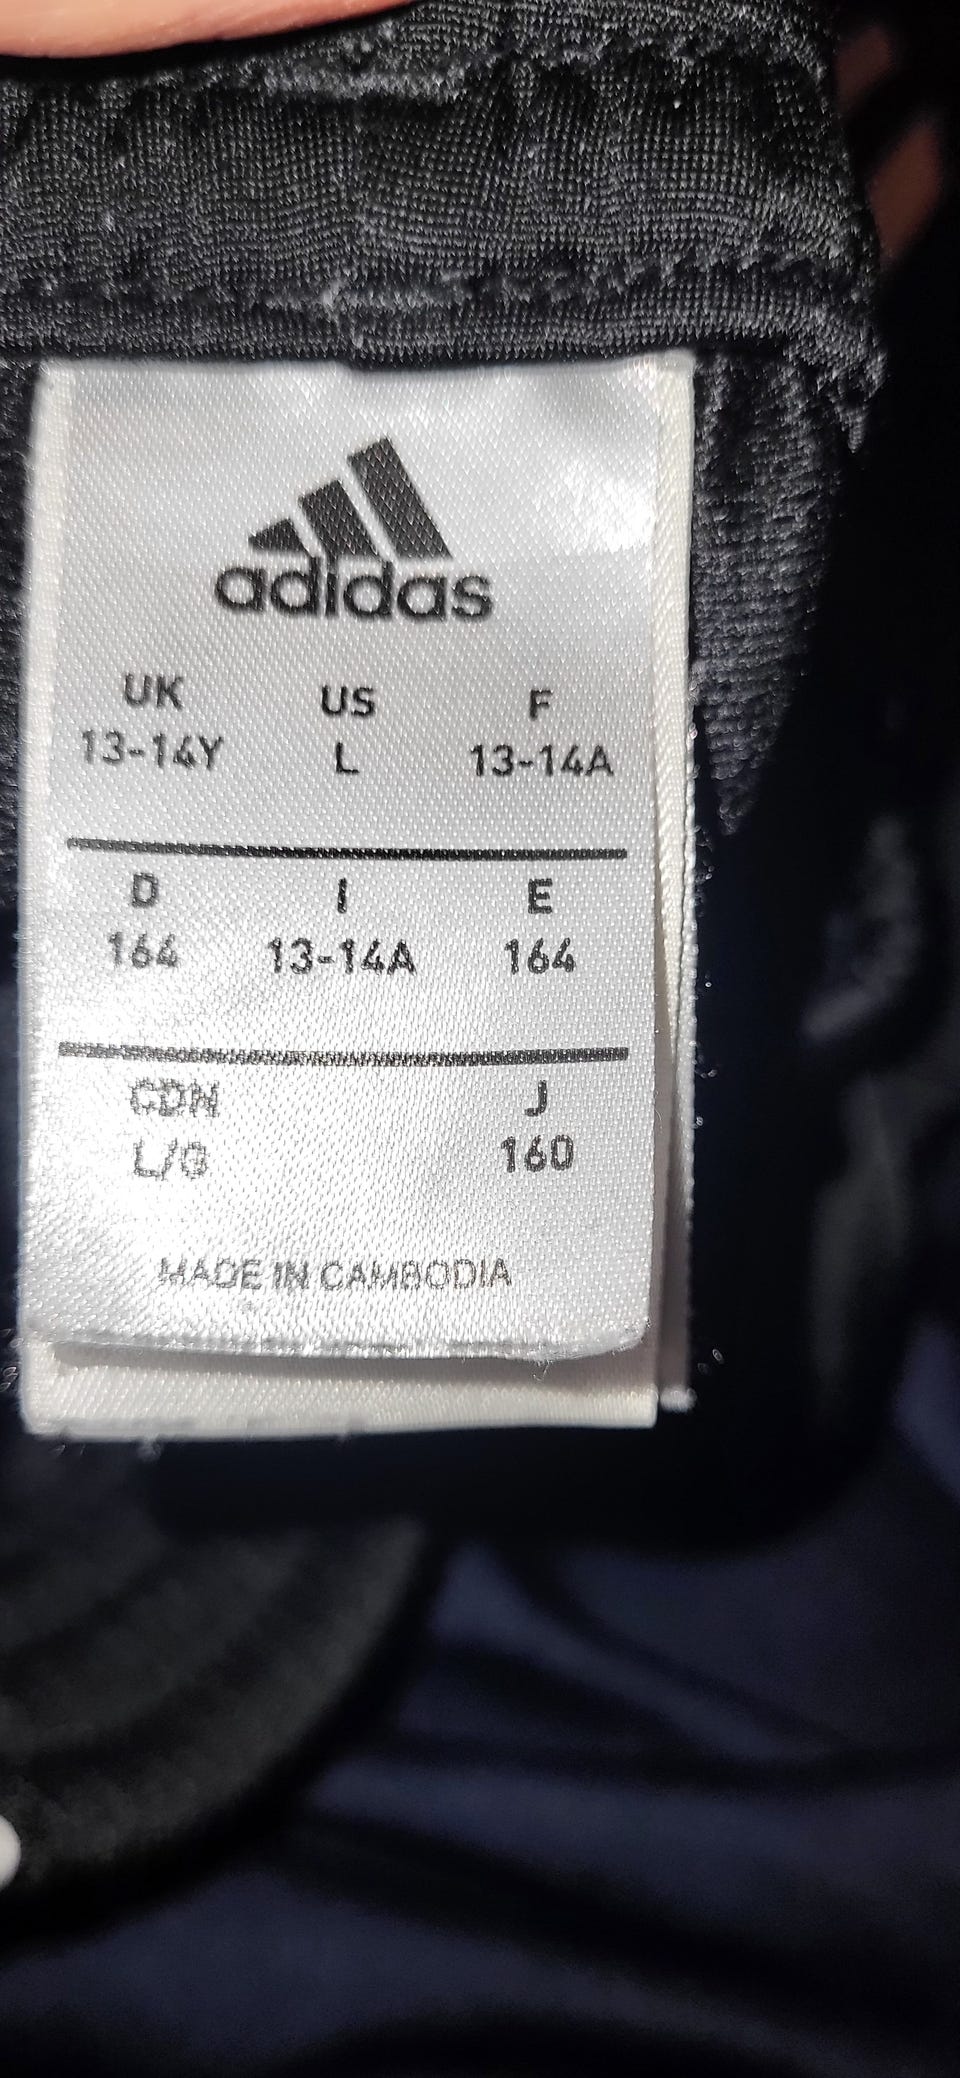 adidas
UK US F
13-14Y L 13-14A
D I E
164 13-14A 164
CDN J
L/G 160
MADE IN CAMBODIA